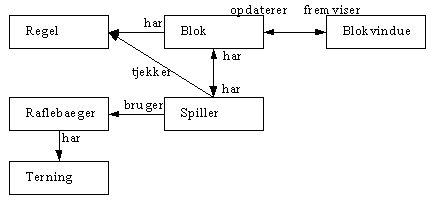 opdaterer fremviser
Regel har Blok Blokvindue
har
tjekker
har
Raflebaeger bruger Spiller
har
Terning